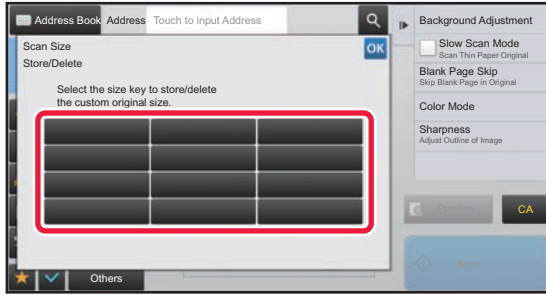 Address Book Address Touch to input Address
Scan Size
OK
Store/Delete
Select the size key to store/delete
the custom original size.
Others
Background Adjustment
Slow Scan Mode
Scan Thin Paper Original
Blank Page Skip
Skip Blank Page in Original
Color Mode
Sharpness
Adjust Outline of Image
Preview
CA
Start